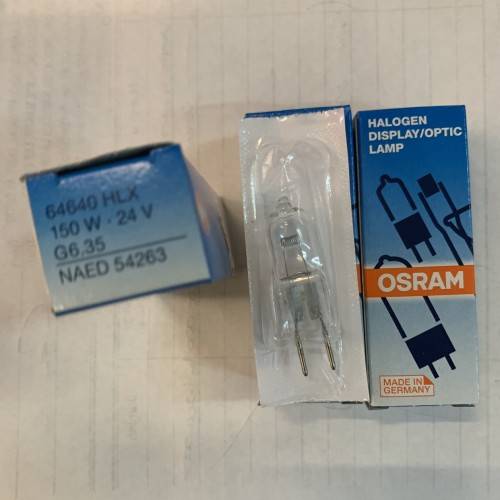 64640 HLX
150 W · 24 V
G6.35
NAED 54263
HALOGEN
DISPLAY/OPTIC
LAMP
OSRAM
MADE IN
GERMANY